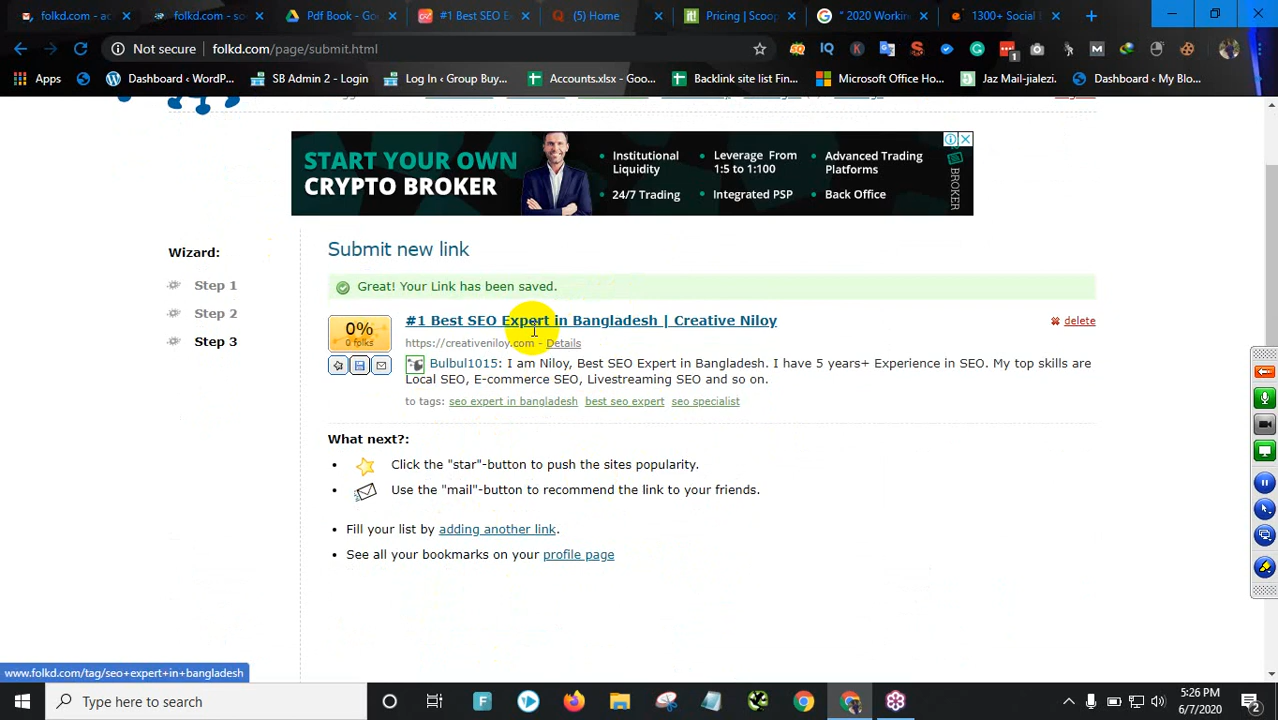 folkd.com - ac
folkd.com - so
Pdf Book - Go
#1 Best SEO E
(5) Home
Pricing | Scoop
" 2020 Workin
1300+ Social
Not secure | folkd.com/page/submit.html
Apps
Dashboard ‹ WordP...
SB Admin 2 - Login
Log In ‹ Group Buy...
Accounts.xlsx - Goo...
Backlink site list Fin...
Microsoft Office Ho...
Jaz Mail-jialezi.
Dashboard ‹ My Blo...
START YOUR OWN
CRYPTO BROKER
• Institutional
Liquidity
• 24/7 Trading
• Leverage From
1:5 to 1:100
• Integrated PSP
• Advanced Trading
Platforms
• Back Office
BROKER
Wizard:
Step 1
Step 2
Step 3
Submit new link
Great! Your Link has been saved.
0%
0 folks
#1 Best SEO Expert in Bangladesh | Creative Niloy
delete
https://creativeniloy.com - Details
Bulbul1015: I am Niloy, Best SEO Expert in Bangladesh. I have 5 years+ Experience in SEO. My top skills are
Local SEO, E-commerce SEO, Livestreaming SEO and so on.
to tags: seo expert in bangladesh best seo expert seo specialist
What next?:
• Click the "star"-button to push the sites popularity.
• Use the "mail"-button to recommend the link to your friends.
• Fill your list by adding another link.
• See all your bookmarks on your profile page
www.folkd.com/tag/seo+expert+in+bangladesh
Type here to search
5:26 PM
6/7/2020
2